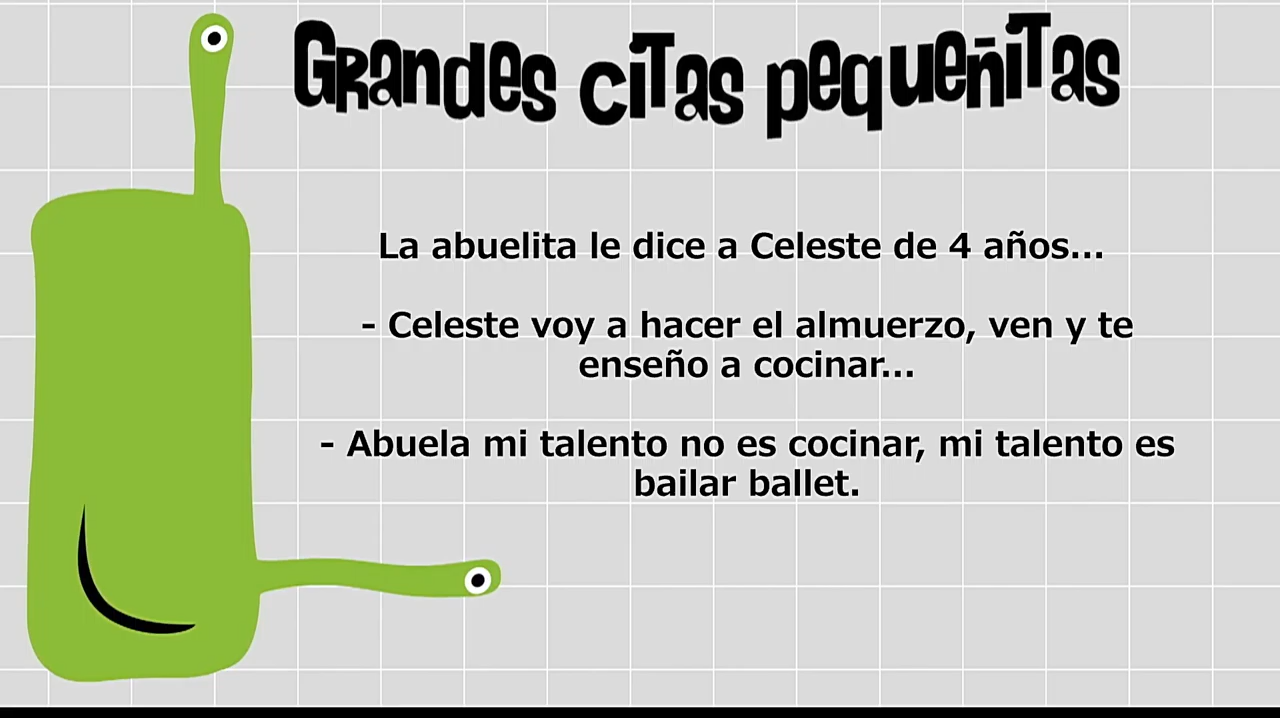 Grandes citas pequeñitas
La abuelita le dice a Celeste de 4 años...
- Celeste voy a hacer el almuerzo, ven y te
enseño a cocinar...
- Abuela mi talento no es cocinar, mi talento es
bailar ballet.